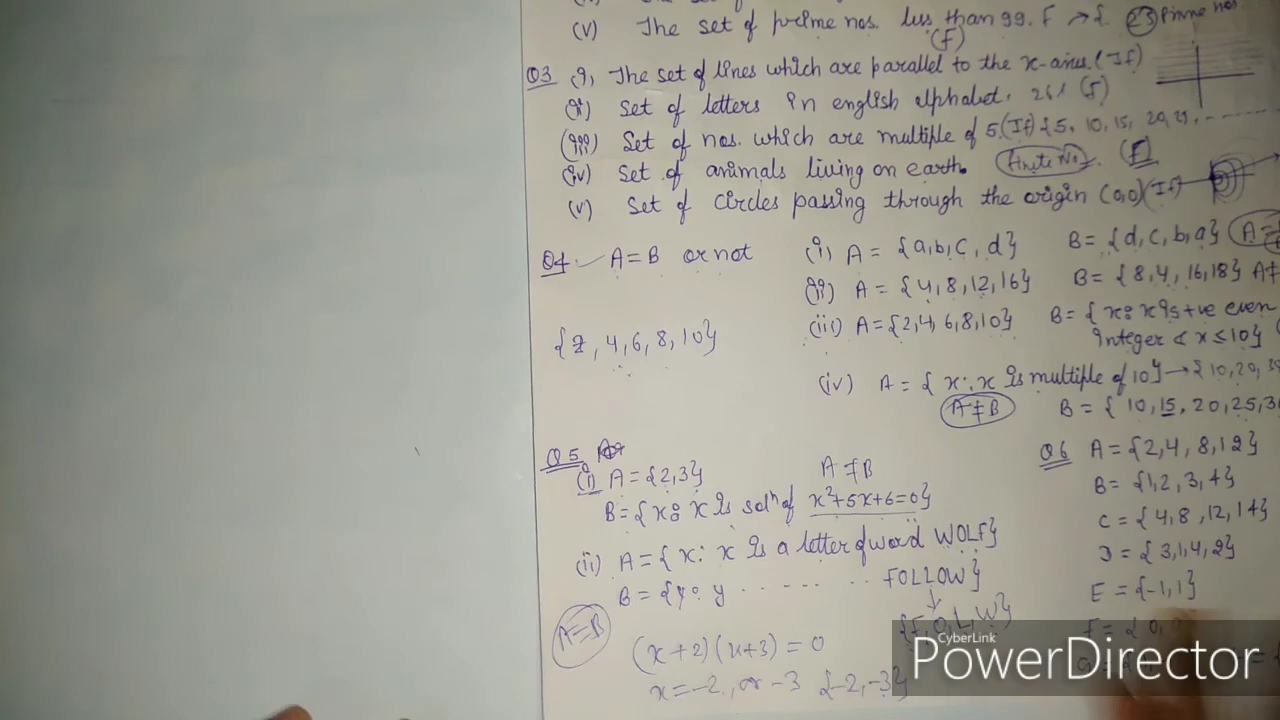 (V) The set of prime nos. less than 99. F → { 23 Prime nos.
(F)
Q3 (i) The set of lines which are parallel to the x-axis. (If)
(ii) Set of letters in english alphabet. 26! (f)
(iii) Set of nos. which are multiple of 5. (If) {5, 10, 15, 20, 25, ------
(iv) Set of animals living on earth. finite No. (F)
(v) Set of circles passing through the origin (0,0) (If)
Q4. A = B or not (i) A = {a,b,c,d} B = {d,c,b,a} A =
(ii) A = {4,8,12,16} B = {8,4,16,18} A≠
(iii) A = {2,4,6,8,10} B = {x: x is +ve even
{2,4,6,8,10} integer < x ≤ 10}
(iv) A = {x: x is multiple of 10} → {10,20,30
A ≠ B B = {10,15,20,25,3
Q5
(i) A = {2,3} A ≠ B
B = {x: x is solⁿ of x²+5x+6=0}
(ii) A = {x: x is a letter of word WOLF}
B = {y: y ------- FOLLOW}
↓
A = B {F,O,L,W}
(x+2)(x+3) = 0
x = -2, or -3 {-2,-3}
Q6 A = {2,4,8,12}
B = {1,2,3,4}
C = {4,8,12,14}
D = {3,1,4,2}
E = {-1,1}
F = {0,
CyberLink
PowerDirector